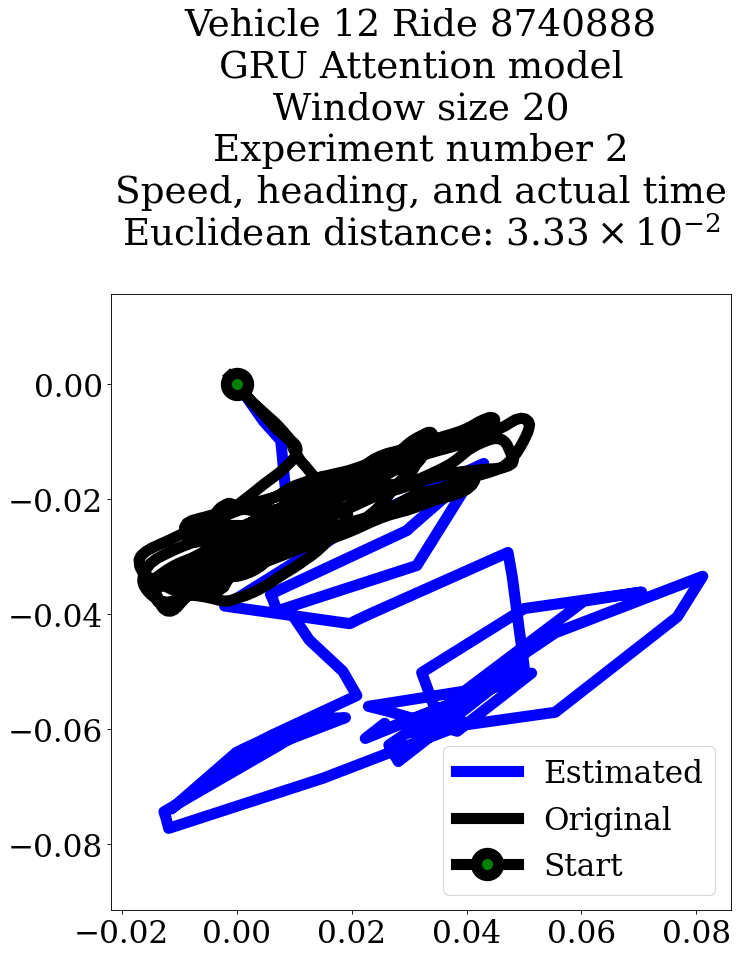 Vehicle 12 Ride 8740888
GRU Attention model
Window size 20
Experiment number 2
Speed, heading, and actual time
Euclidean distance: 3.33 × 10⁻²
0.00
−0.02
−0.04
−0.06
−0.08
Estimated
Original
Start
−0.02 0.00 0.02 0.04 0.06 0.08